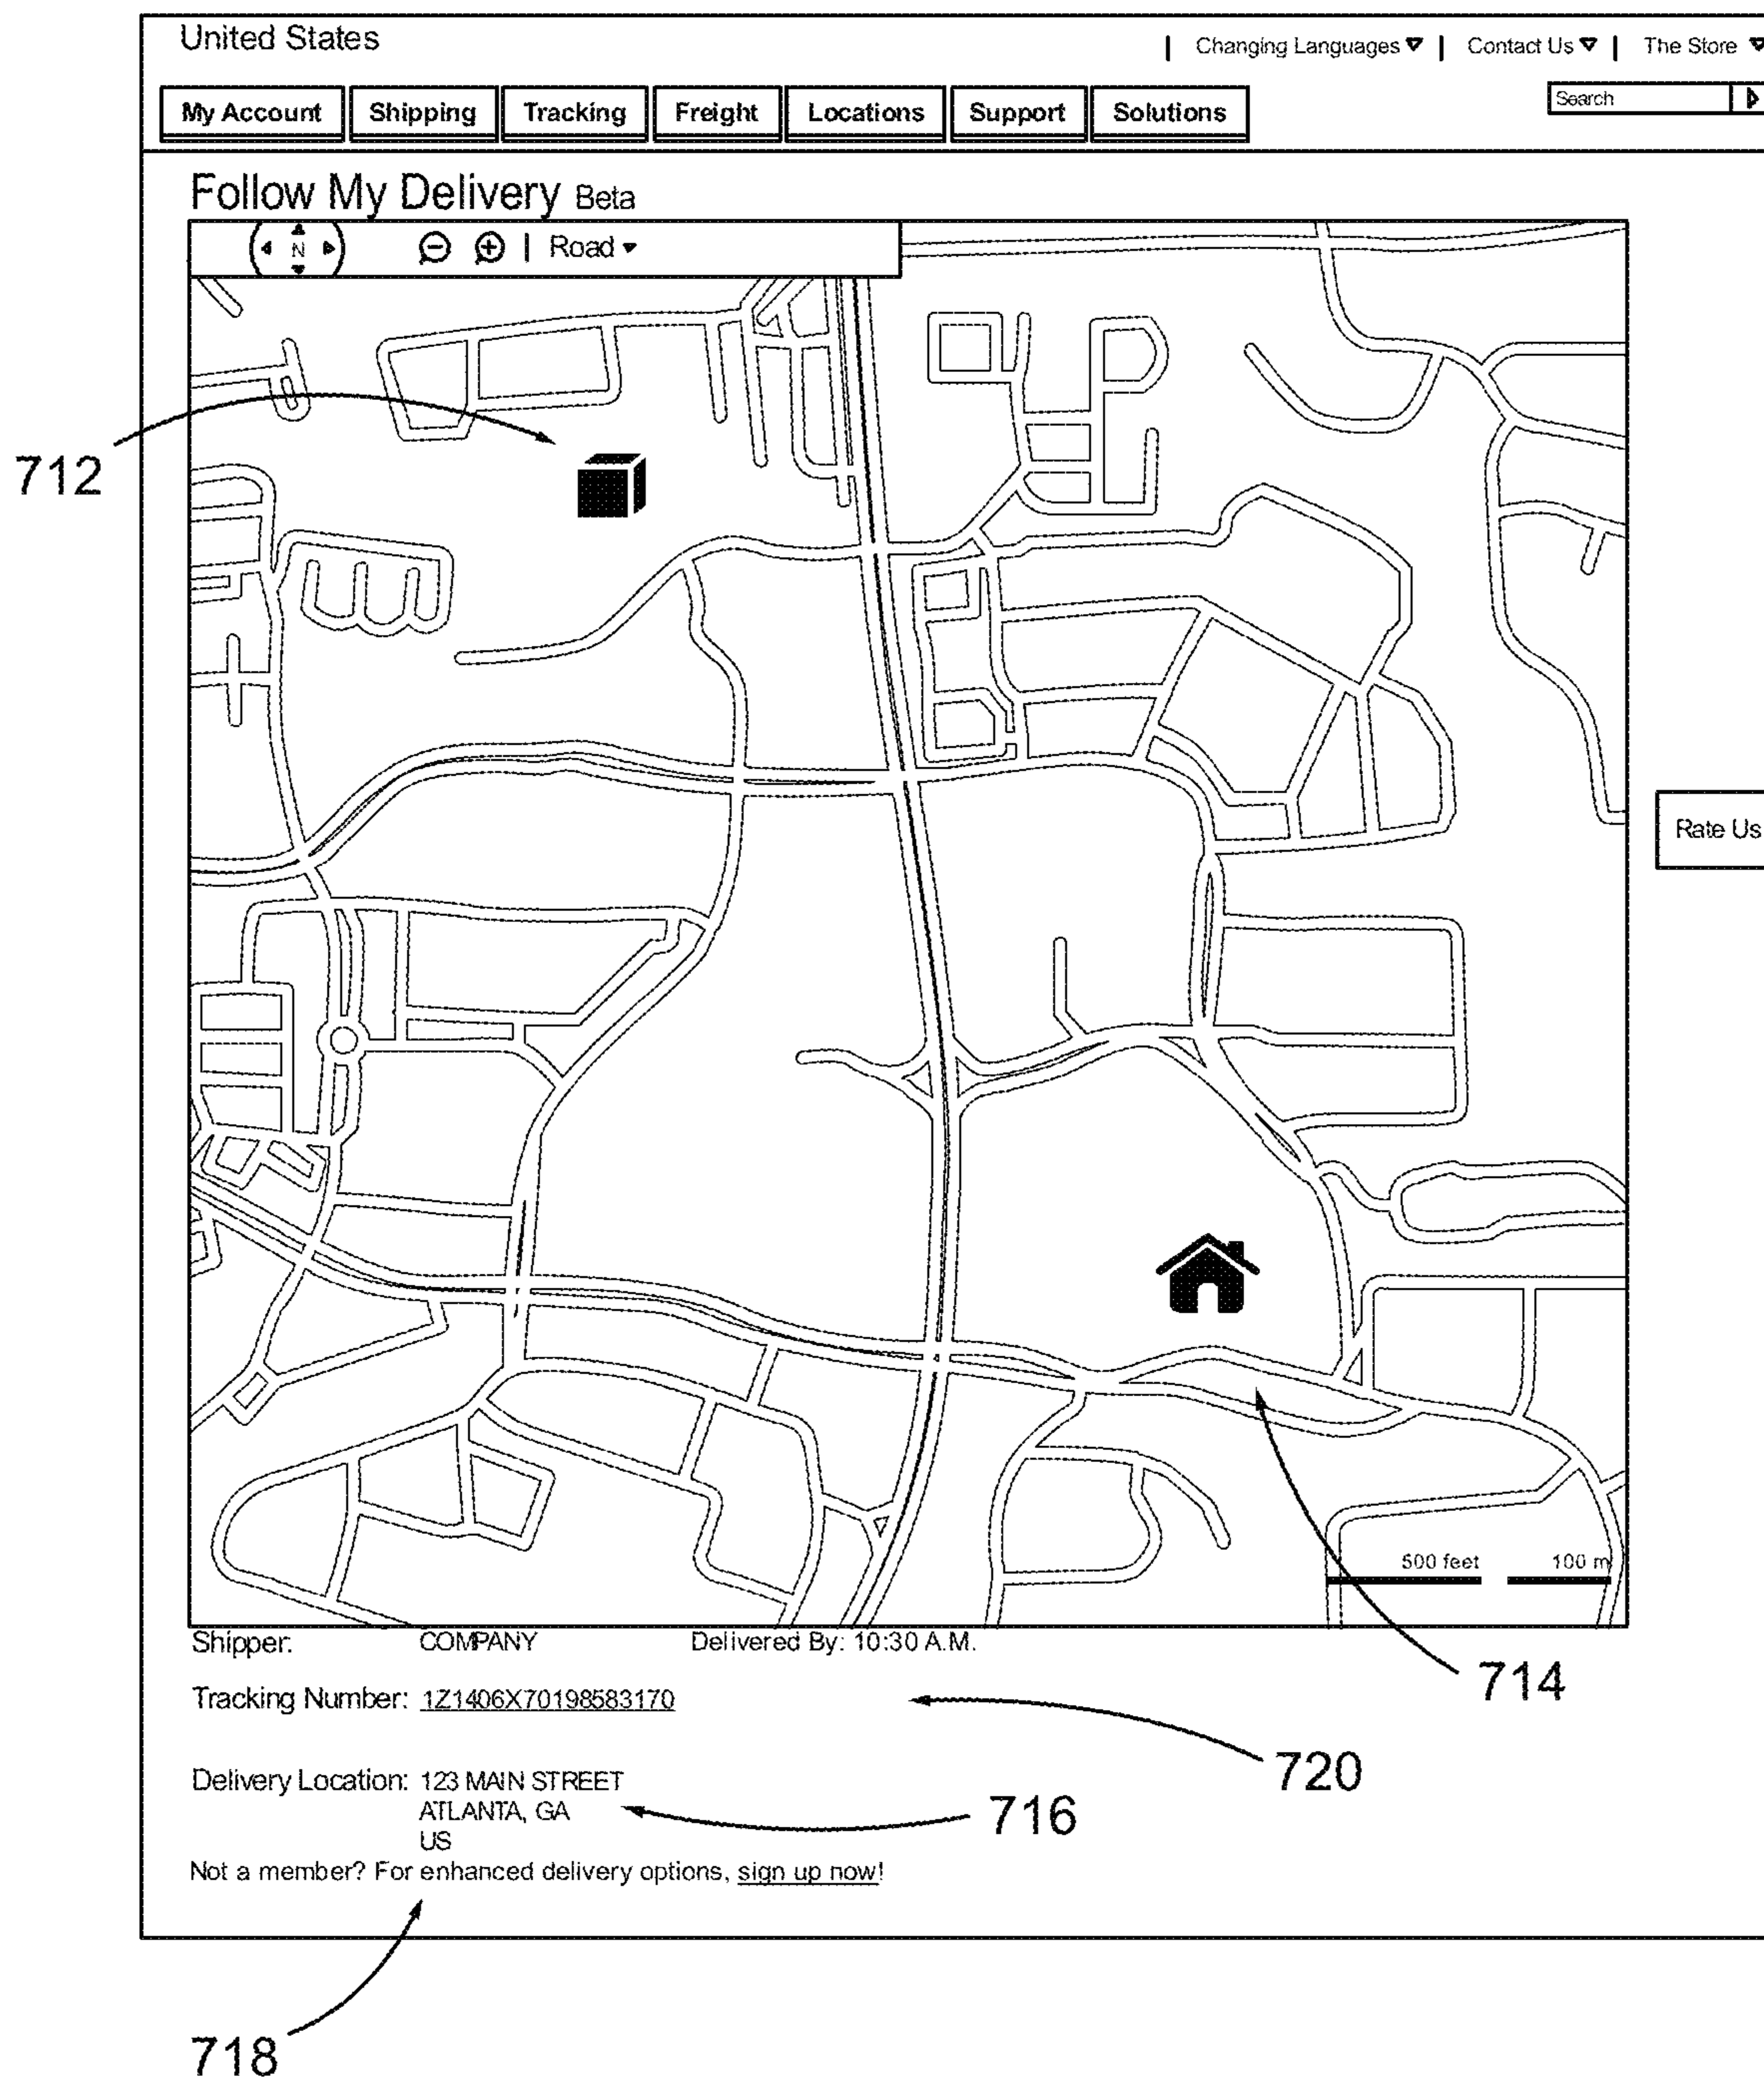 United States
| Changing Languages | Contact Us | The Store
My Account Shipping Tracking Freight Locations Support Solutions
Search
Follow My Delivery Beta
N | Road
712
Rate Us
500 feet 100 m
Shipper: COMPANY Delivered By: 10:30 A.M.
714
Tracking Number: 1Z1406X70198583170
720
Delivery Location: 123 MAIN STREET
ATLANTA, GA
716
US
Not a member? For enhanced delivery options, sign up now!
718